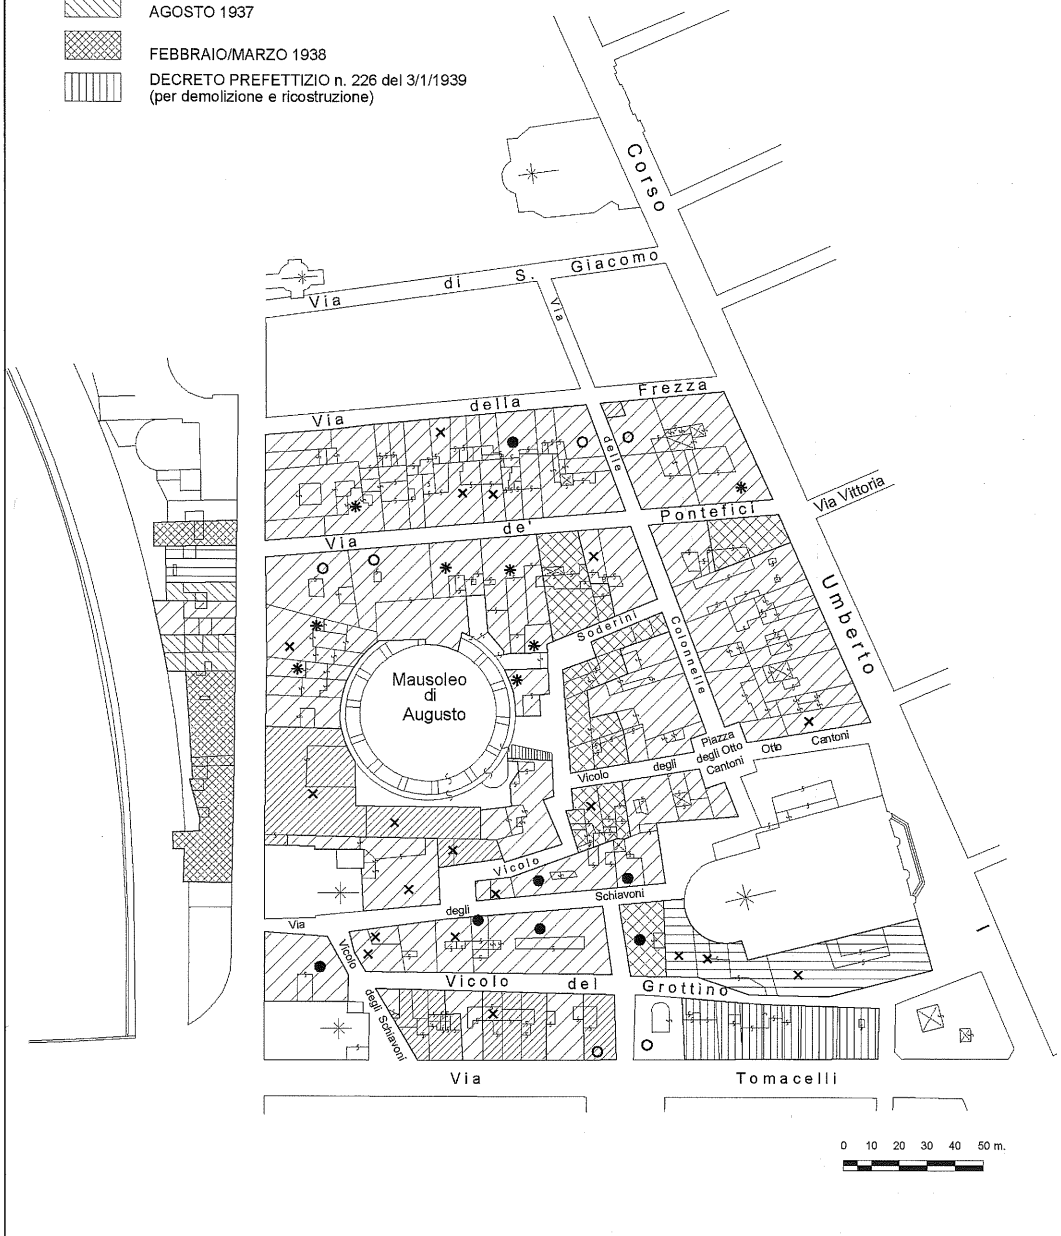 AGOSTO 1937
FEBBRAIO/MARZO 1938
DECRETO PREFETTIZIO n. 226 del 3/1/1939
(per demolizione e ricostruzione)
Corso
Via di S. Giacomo
Via
Via della Frezza
delle
Via de' Pontefici
Via Vittoria
Umberto
Soderini
Colonnelle
Mausoleo
di
Augusto
Piazza
degli Otto
Cantoni
Vicolo degli Otto Cantoni
Vicolo
Via degli Schiavoni
Vicolo
degli Schiavoni
Vicolo del Grottino
I
Via Tomacelli
0 10 20 30 40 50 m.